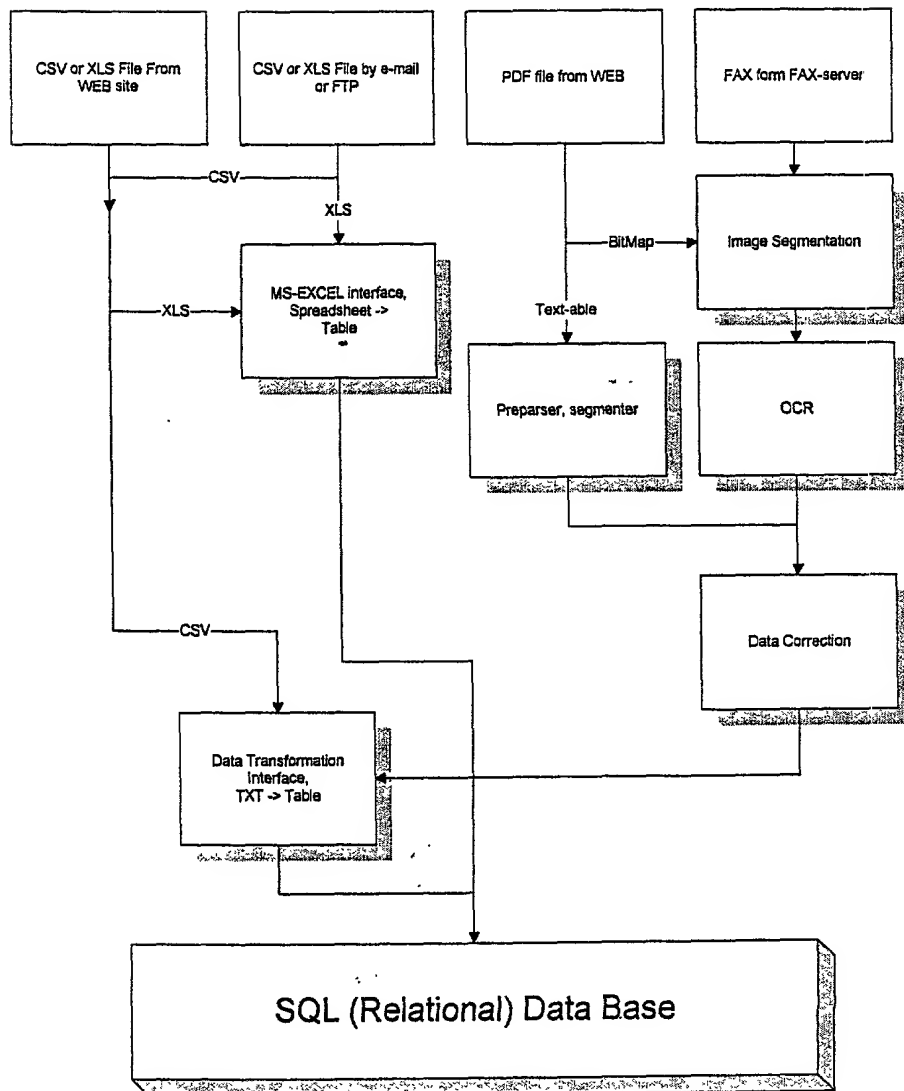 CSV or XLS File From
WEB site
CSV or XLS File by e-mail
or FTP
PDF file from WEB
FAX form FAX-server
CSV
XLS
BitMap
Image Segmentation
MS-EXCEL interface,
Spreadsheet ->
Table
XLS
Text-able
Preparser, segmenter
OCR
CSV
Data Correction
Data Transformation
Interface,
TXT -> Table
SQL (Relational) Data Base